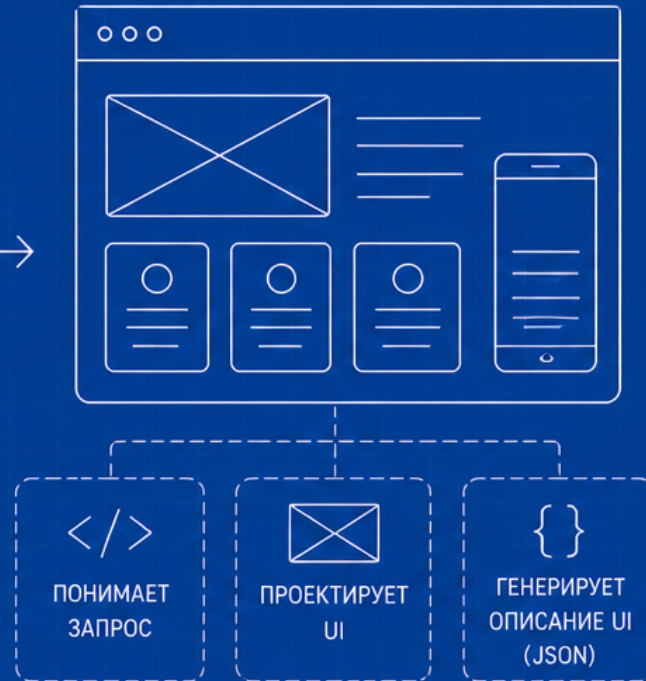 </>
ПОНИМАЕТ
ЗАПРОС
ПРОЕКТИРУЕТ
UI
{}
ГЕНЕРИРУЕТ
ОПИСАНИЕ UI
(JSON)